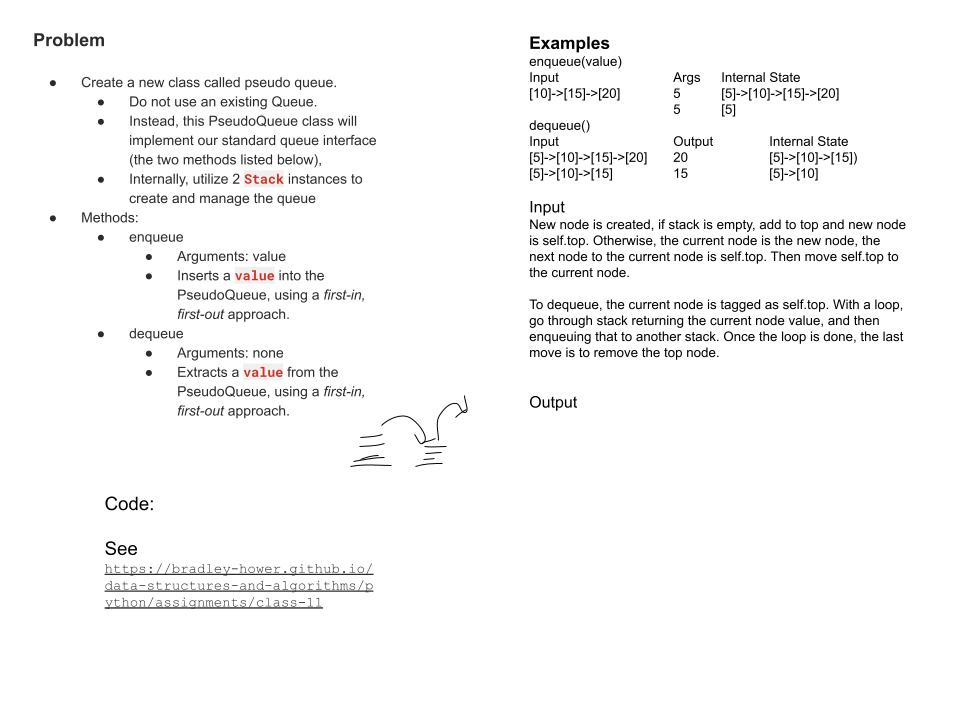 Problem
● Create a new class called pseudo queue.
● Do not use an existing Queue.
● Instead, this PseudoQueue class will
implement our standard queue interface
(the two methods listed below),
● Internally, utilize 2 Stack instances to
create and manage the queue
● Methods:
● enqueue
● Arguments: value
● Inserts a value into the
PseudoQueue, using a first-in,
first-out approach.
● dequeue
● Arguments: none
● Extracts a value from the
PseudoQueue, using a first-in,
first-out approach.
Code:
See
https://bradley-hower.github.io/
data-structures-and-algorithms/p
ython/assignments/class-11
Examples
enqueue(value)
Input Args Internal State
[10]->[15]->[20] 5 [5]->[10]->[15]->[20]
5 [5]
dequeue()
Input Output Internal State
[5]->[10]->[15]->[20] 20 [5]->[10]->[15])
[5]->[10]->[15] 15 [5]->[10]
Input
New node is created, if stack is empty, add to top and new node
is self.top. Otherwise, the current node is the new node, the
next node to the current node is self.top. Then move self.top to
the current node.
To dequeue, the current node is tagged as self.top. With a loop,
go through stack returning the current node value, and then
enqueuing that to another stack. Once the loop is done, the last
move is to remove the top node.
Output